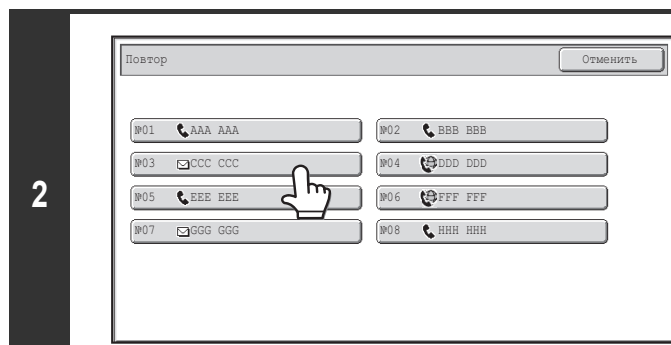 2
Повтор Отменить
№01 AAA AAA №02 BBB BBB
№03 CCC CCC №04 DDD DDD
№05 EEE EEE №06 FFF FFF
№07 GGG GGG №08 HHH HHH